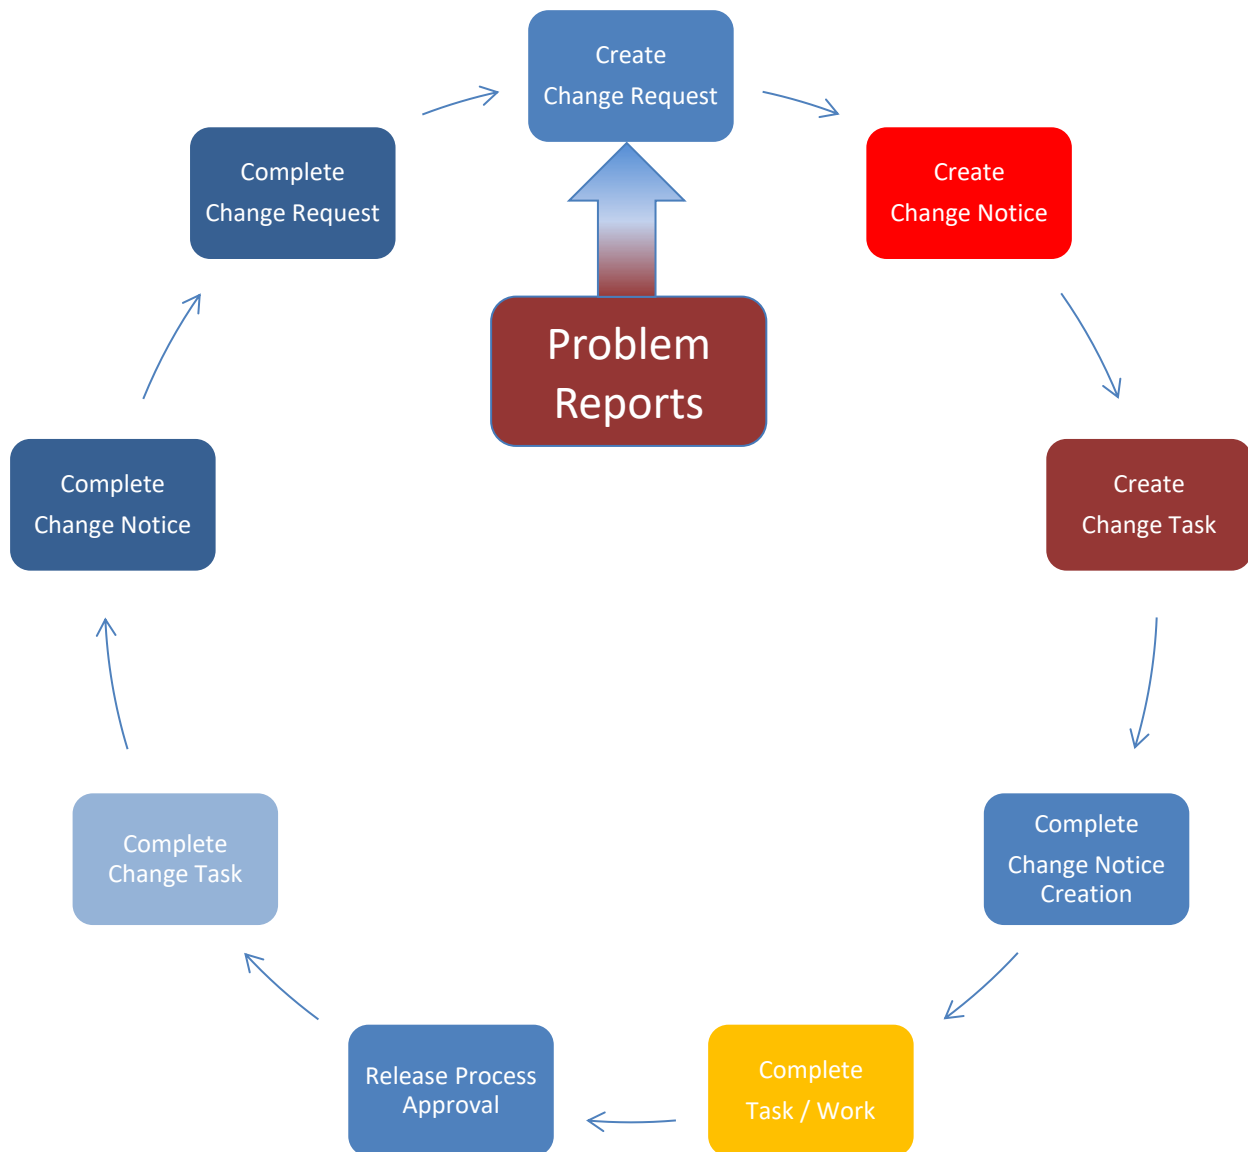 Create
Change Request
Create
Change Notice
Create
Change Task
Complete
Change Notice
Creation
Complete
Task / Work
Release Process
Approval
Complete
Change Task
Complete
Change Notice
Complete
Change Request
Problem
Reports